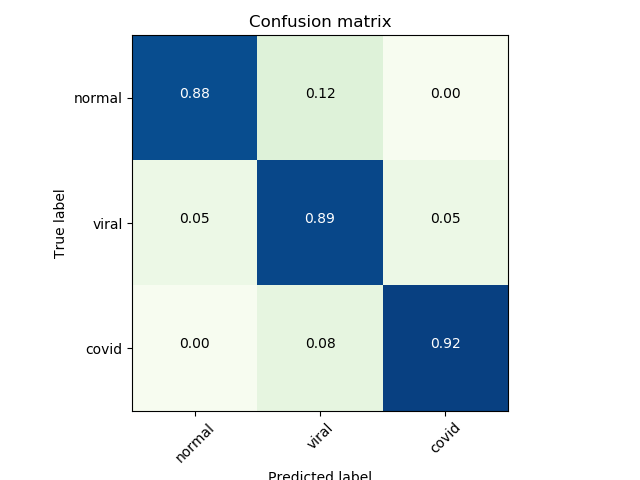 Confusion matrix
True label
normal 0.88 0.12 0.00
viral 0.05 0.89 0.05
covid 0.00 0.08 0.92
normal viral covid
Predicted label